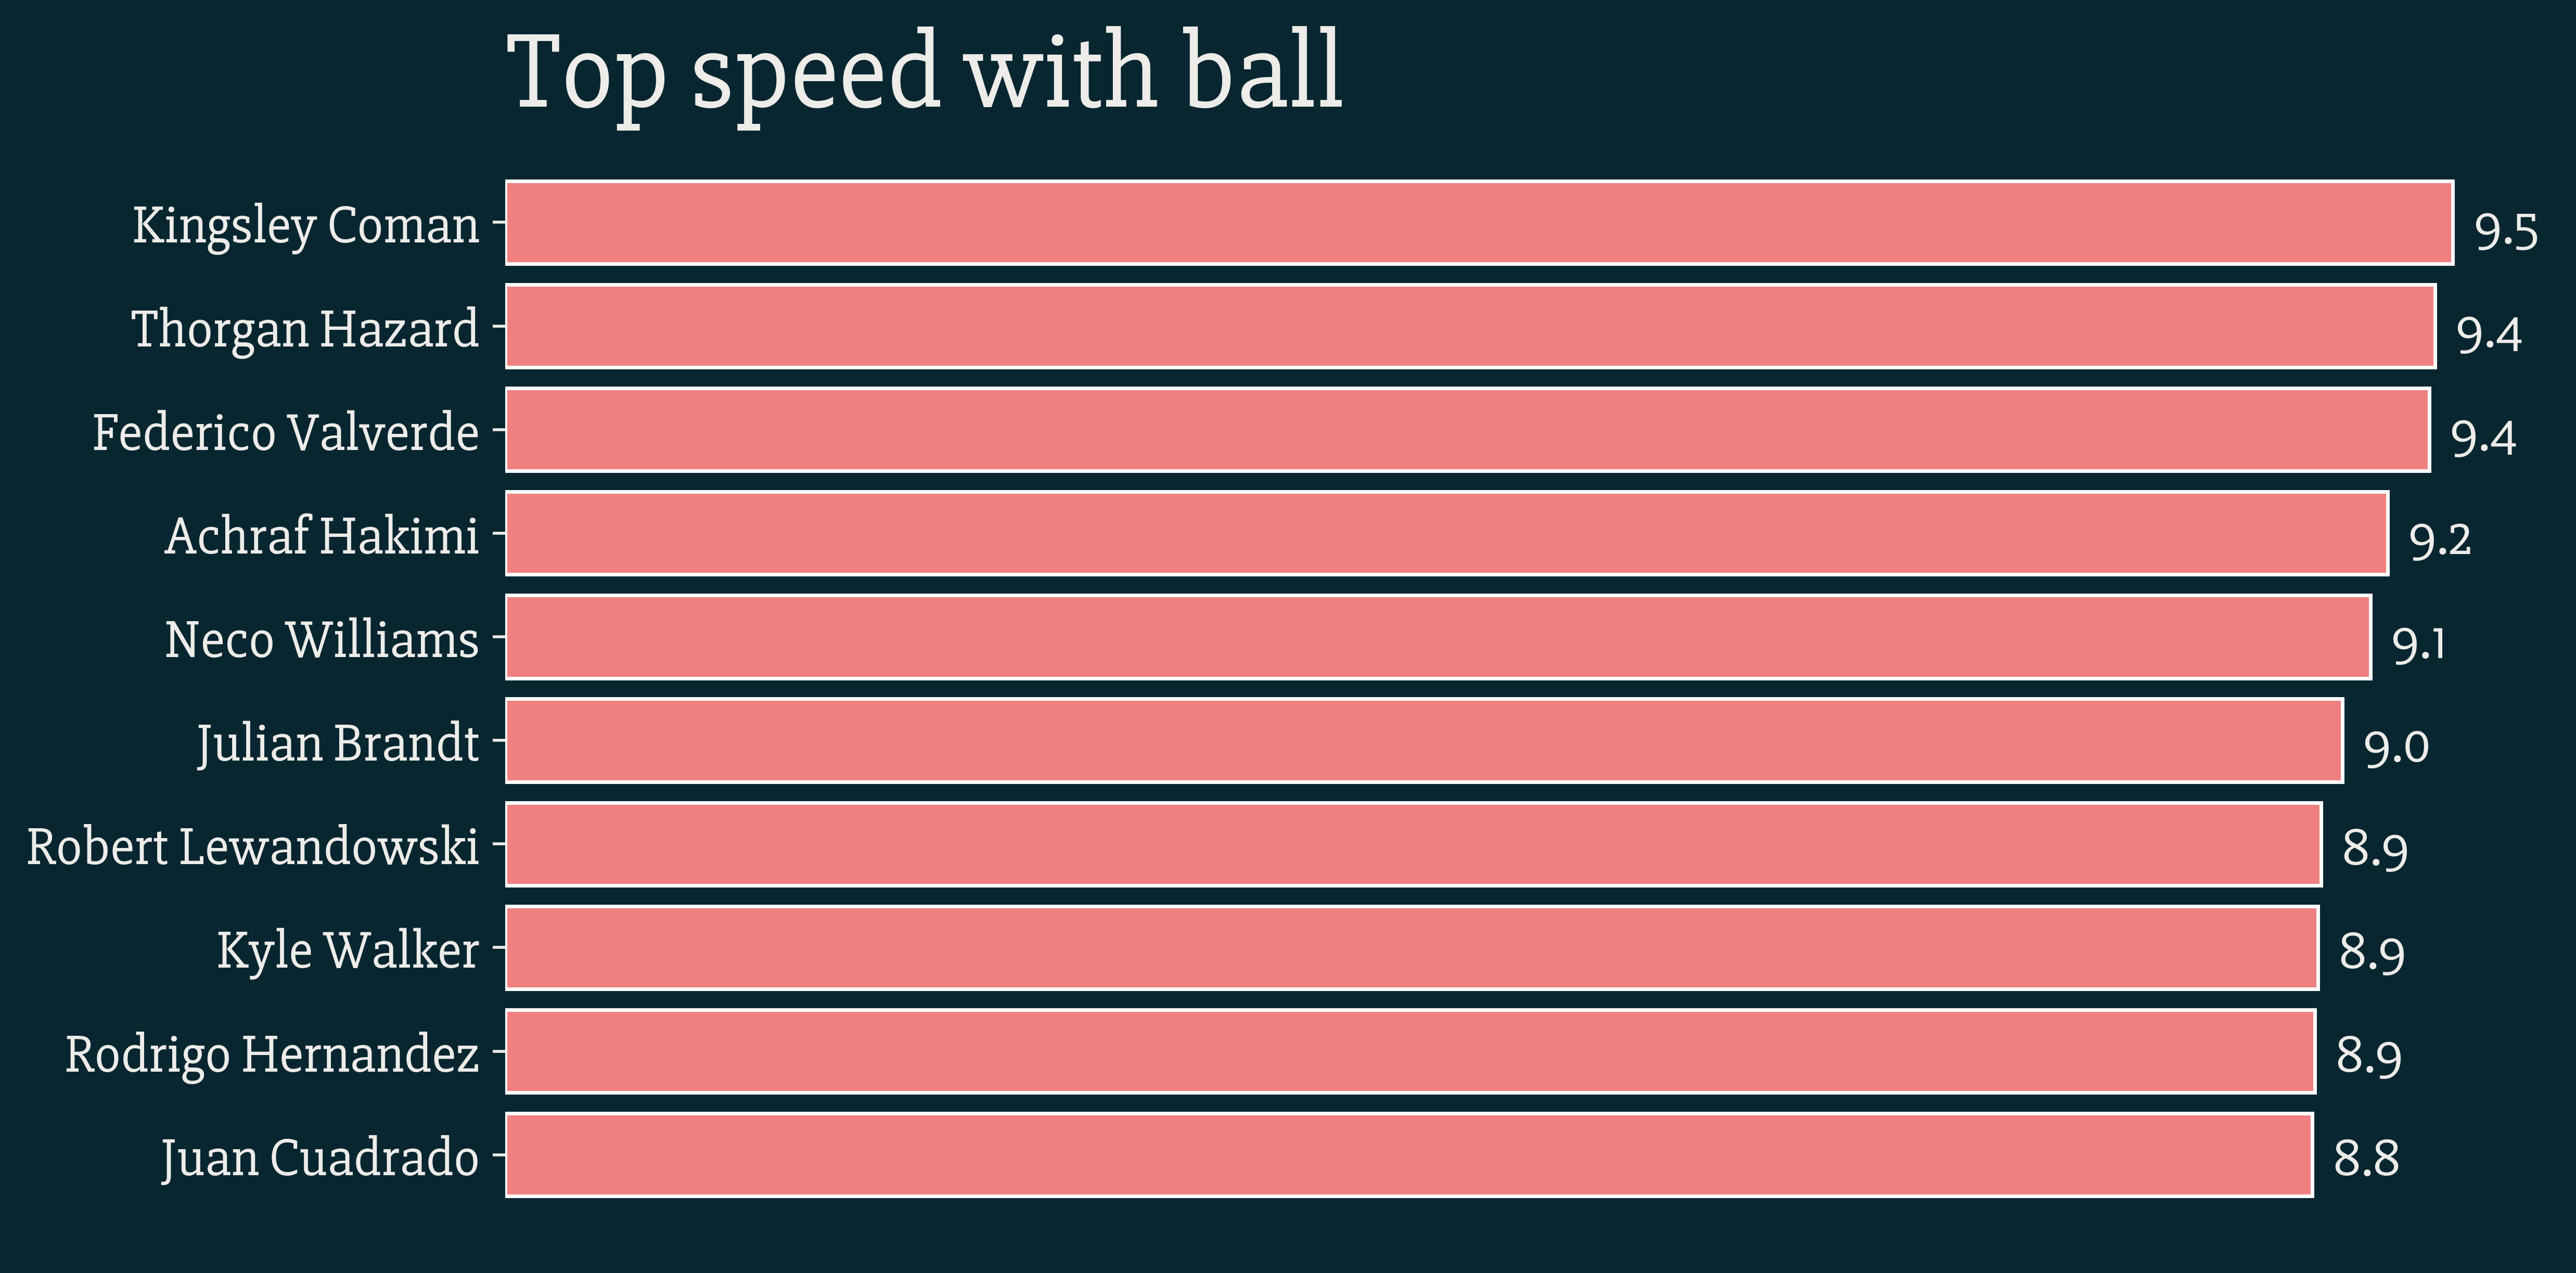 Top speed with ball
Kingsley Coman 9.5
Thorgan Hazard 9.4
Federico Valverde 9.4
Achraf Hakimi 9.2
Neco Williams 9.1
Julian Brandt 9.0
Robert Lewandowski 8.9
Kyle Walker 8.9
Rodrigo Hernandez 8.9
Juan Cuadrado 8.8